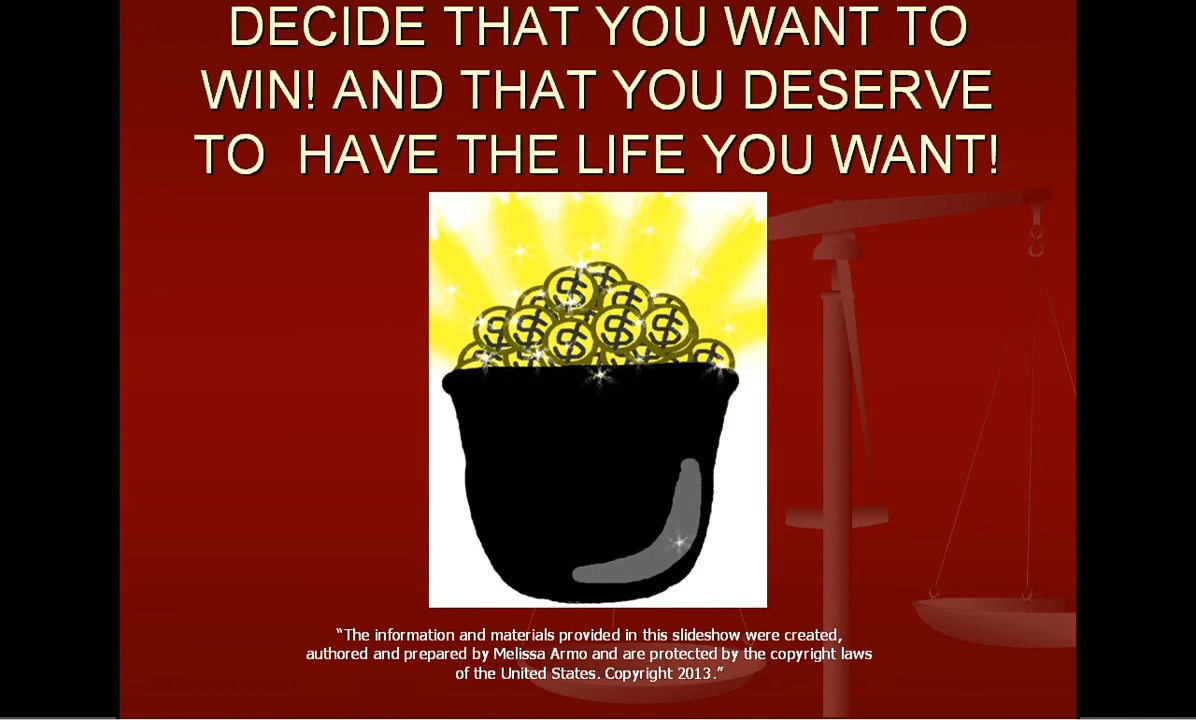 DECIDE THAT YOU WANT TO
WIN! AND THAT YOU DESERVE
TO  HAVE THE LIFE YOU WANT!
$ $ $ $ $ $ $ $
“The information and materials provided in this slideshow were created,
authored and prepared by Melissa Armo and are protected by the copyright laws
of the United States. Copyright 2013.”